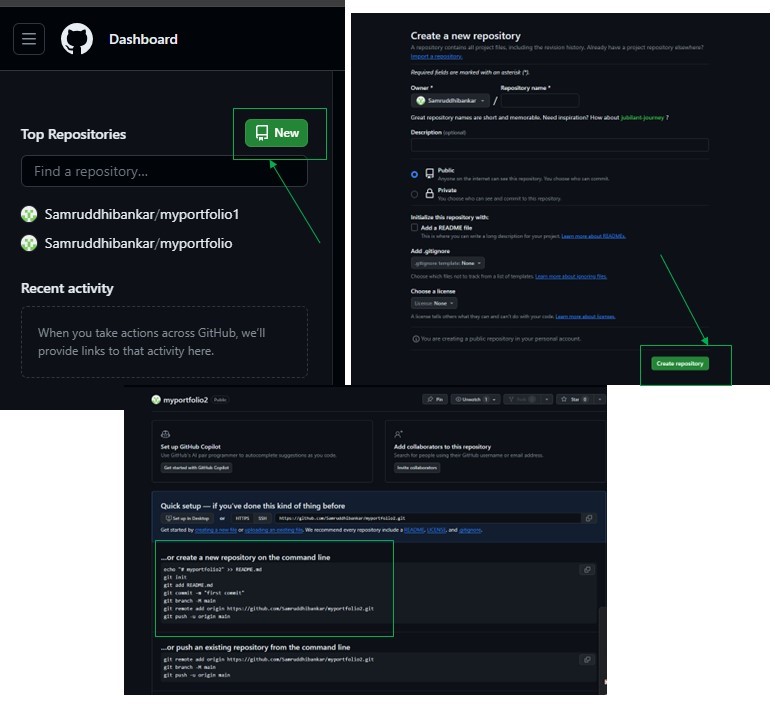 Dashboard
Top Repositories
New
Find a repository...
Samruddhibankar/myportfolio1
Samruddhibankar/myportfolio
Recent activity
When you take actions across GitHub, we'll
provide links to that activity here.
Create a new repository
A repository contains all project files, including the revision history. Already have a project repository elsewhere?
Import a repository.
Required fields are marked with an asterisk (*).
Owner * Repository name *
Samruddhibankar /
Great repository names are short and memorable. Need inspiration? How about jubilant-journey ?
Description (optional)
Public
Anyone on the internet can see this repository. You choose who can commit.
Private
You choose who can see and commit to this repository.
Initialize this repository with:
Add a README file
This is where you can write a long description for your project. Learn more about READMEs.
Add .gitignore
.gitignore template: None
Choose which files not to track from a list of templates. Learn more about ignoring files.
Choose a license
License: None
A license tells others what they can and can't do with your code. Learn more about licenses.
You are creating a public repository in your personal account.
Create repository
myportfolio2 Public
Pin Unwatch 1 Fork 0 Star 0
Set up GitHub Copilot
Use GitHub's AI pair programmer to autocomplete suggestions as you code.
Get started with GitHub Copilot
Add collaborators to this repository
Search for people using their GitHub username or email address.
Invite collaborators
Quick setup — if you've done this kind of thing before
Set up in Desktop or HTTPS SSH https://github.com/Samruddhibankar/myportfolio2.git
Get started by creating a new file or uploading an existing file. We recommend every repository include a README, LICENSE, and .gitignore.
...or create a new repository on the command line
echo "# myportfolio2" >> README.md
git init
git add README.md
git commit -m "first commit"
git branch -M main
git remote add origin https://github.com/Samruddhibankar/myportfolio2.git
git push -u origin main
...or push an existing repository from the command line
git remote add origin https://github.com/Samruddhibankar/myportfolio2.git
git branch -M main
git push -u origin main